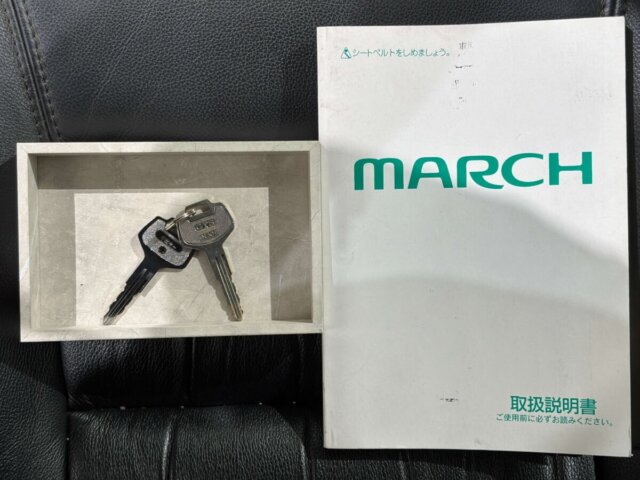 シートベルトをしめましょう。
MARCH
取扱説明書
ご使用前に必ずお読みください。